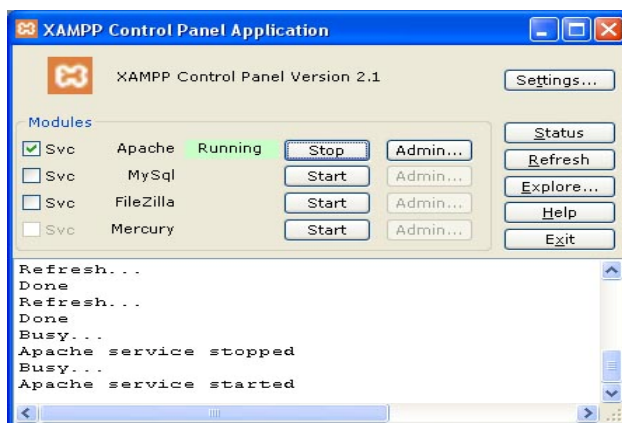 XAMPP Control Panel Application
XAMPP Control Panel Version 2.1
Settings...
Modules
Svc Apache Running Stop Admin...
Svc MySql Start Admin...
Svc FileZilla Start Admin...
Svc Mercury Start Admin...
Status
Refresh
Explore...
Help
Exit
Refresh...
Done
Refresh...
Done
Busy...
Apache service stopped
Busy...
Apache service started